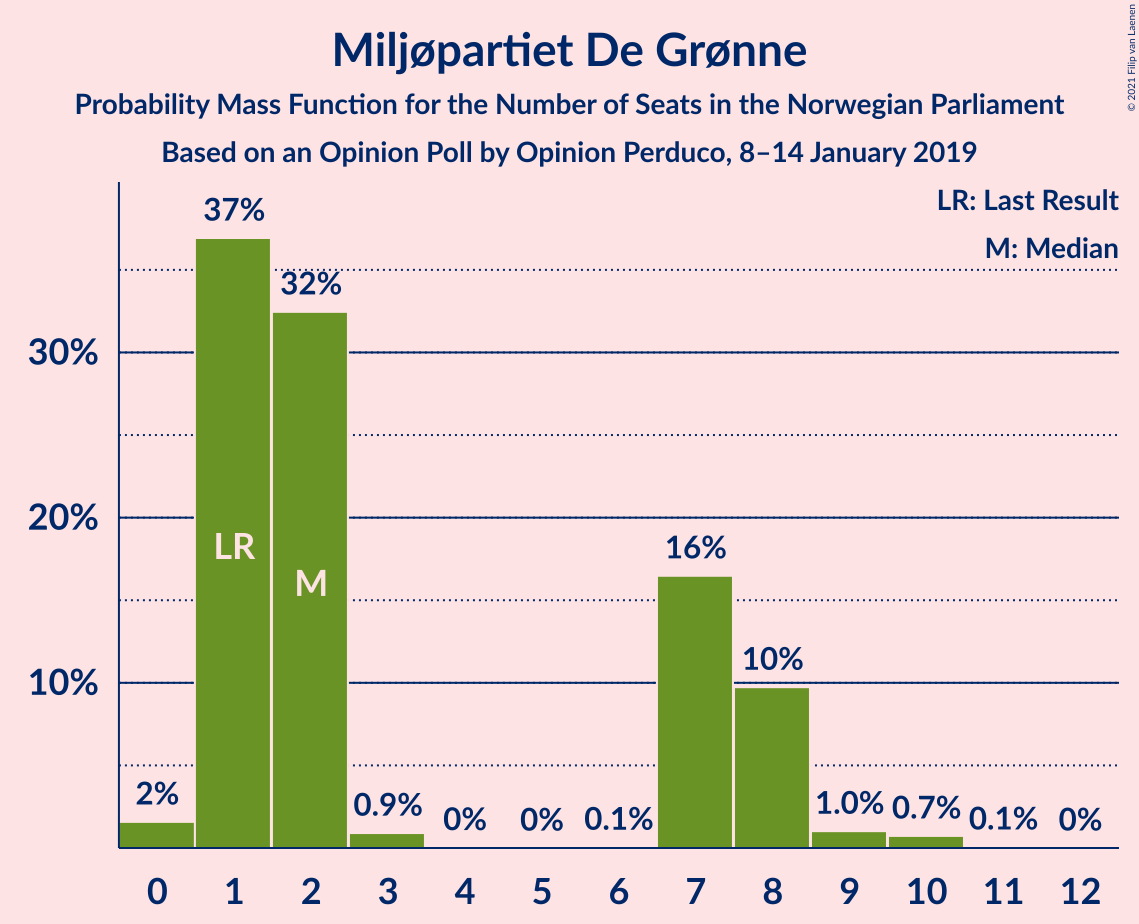 Miljøpartiet De Grønne
Probability Mass Function for the Number of Seats in the Norwegian Parliament
Based on an Opinion Poll by Opinion Perduco, 8–14 January 2019
© 2021 Filip van Laenen
LR: Last Result
M: Median
30%
20%
10%
2%
37%
32%
0.9%
0%
0%
0.1%
16%
10%
1.0%
0.7%
0.1%
0%
LR
M
0 1 2 3 4 5 6 7 8 9 10 11 12